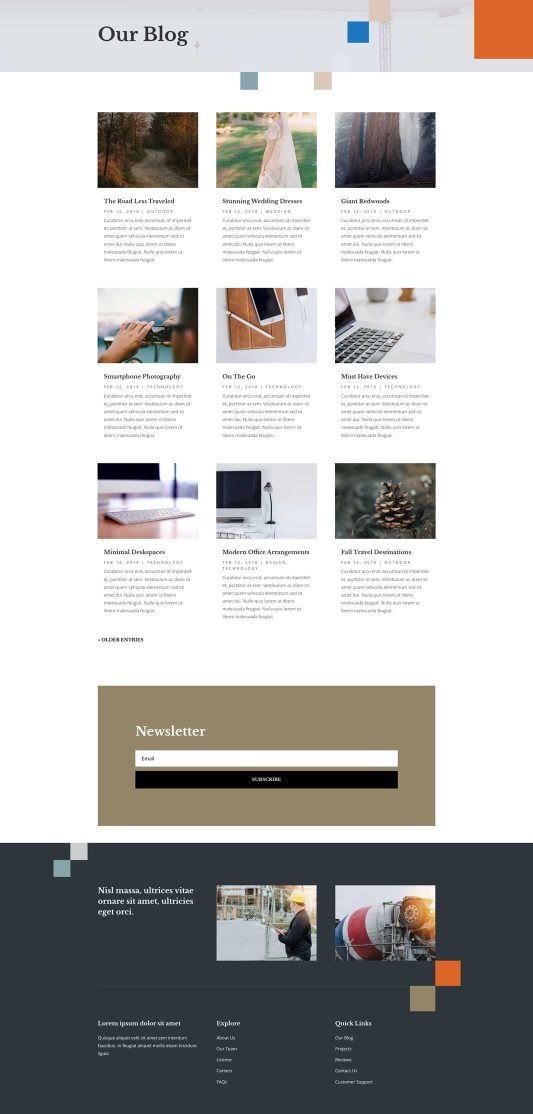 Our Blog
The Road Less Traveled
FEB 12, 2019 | OUTDOOR
Curabitur arcu erat, accumsan id imperdiet
et, porttitor at sem. Vestibulum ac diam sit
amet quam vehicula elementum sed sit
amet dui. Nulla quis lorem ut libero
malesuada feugiat. Nulla quis lorem ut
libero malesuada feugiat.
Stunning Wedding Dresses
FEB 12, 2019 | WEDDING
Curabitur arcu erat, accumsan id imperdiet
et, porttitor at sem. Vestibulum ac diam sit
amet quam vehicula elementum sed sit
amet dui. Nulla quis lorem ut libero
malesuada feugiat. Nulla quis lorem ut
libero malesuada feugiat.
Giant Redwoods
FEB 12, 2019 | OUTDOOR
Curabitur arcu erat, accumsan id imperdiet
et, porttitor at sem. Vestibulum ac diam sit
amet quam vehicula elementum sed sit
amet dui. Nulla quis lorem ut libero
malesuada feugiat. Nulla quis lorem ut
libero malesuada feugiat.
Smartphone Photography
FEB 12, 2019 | TECHNOLOGY
Curabitur arcu erat, accumsan id imperdiet
et, porttitor at sem. Vestibulum ac diam sit
amet quam vehicula elementum sed sit
amet dui. Nulla quis lorem ut libero
malesuada feugiat. Nulla quis lorem ut
libero malesuada feugiat.
On The Go
FEB 12, 2019 | TECHNOLOGY
Curabitur arcu erat, accumsan id imperdiet
et, porttitor at sem. Vestibulum ac diam sit
amet quam vehicula elementum sed sit
amet dui. Nulla quis lorem ut libero
malesuada feugiat. Nulla quis lorem ut
libero malesuada feugiat.
Must Have Devices
FEB 12, 2019 | TECHNOLOGY
Curabitur arcu erat, accumsan id imperdiet
et, porttitor at sem. Vestibulum ac diam sit
amet quam vehicula elementum sed sit
amet dui. Nulla quis lorem ut libero
malesuada feugiat. Nulla quis lorem ut
libero malesuada feugiat.
Minimal Deskspaces
FEB 12, 2019 | TECHNOLOGY
Curabitur arcu erat, accumsan id imperdiet
et, porttitor at sem. Vestibulum ac diam sit
amet quam vehicula elementum sed sit
amet dui. Nulla quis lorem ut libero
malesuada feugiat. Nulla quis lorem ut
libero malesuada feugiat.
Modern Office Arrangements
FEB 12, 2019 | DESIGN,
TECHNOLOGY
Curabitur arcu erat, accumsan id imperdiet
et, porttitor at sem. Vestibulum ac diam sit
amet quam vehicula elementum sed sit
amet dui. Nulla quis lorem ut libero
malesuada feugiat. Nulla quis lorem ut
libero malesuada feugiat.
Fall Travel Destinations
FEB 12, 2019 | OUTDOOR
Curabitur arcu erat, accumsan id imperdiet
et, porttitor at sem. Vestibulum ac diam sit
amet quam vehicula elementum sed sit
amet dui. Nulla quis lorem ut libero
malesuada feugiat. Nulla quis lorem ut
libero malesuada feugiat.
« OLDER ENTRIES
Newsletter
Email
SUBSCRIBE
Nisl massa, ultrices vitae
ornare sit amet, ultricies
eget orci.
Lorem ipsum dolor sit amet
Quisque aliquet velit sit amet sem interdum
faucibus. In feugiat aliquet mollis etiam tincidunt
ligula.
Explore
About Us
Our Team
License
Careers
FAQs
Quick Links
Our Blog
Projects
Reviews
Contact Us
Customer Support